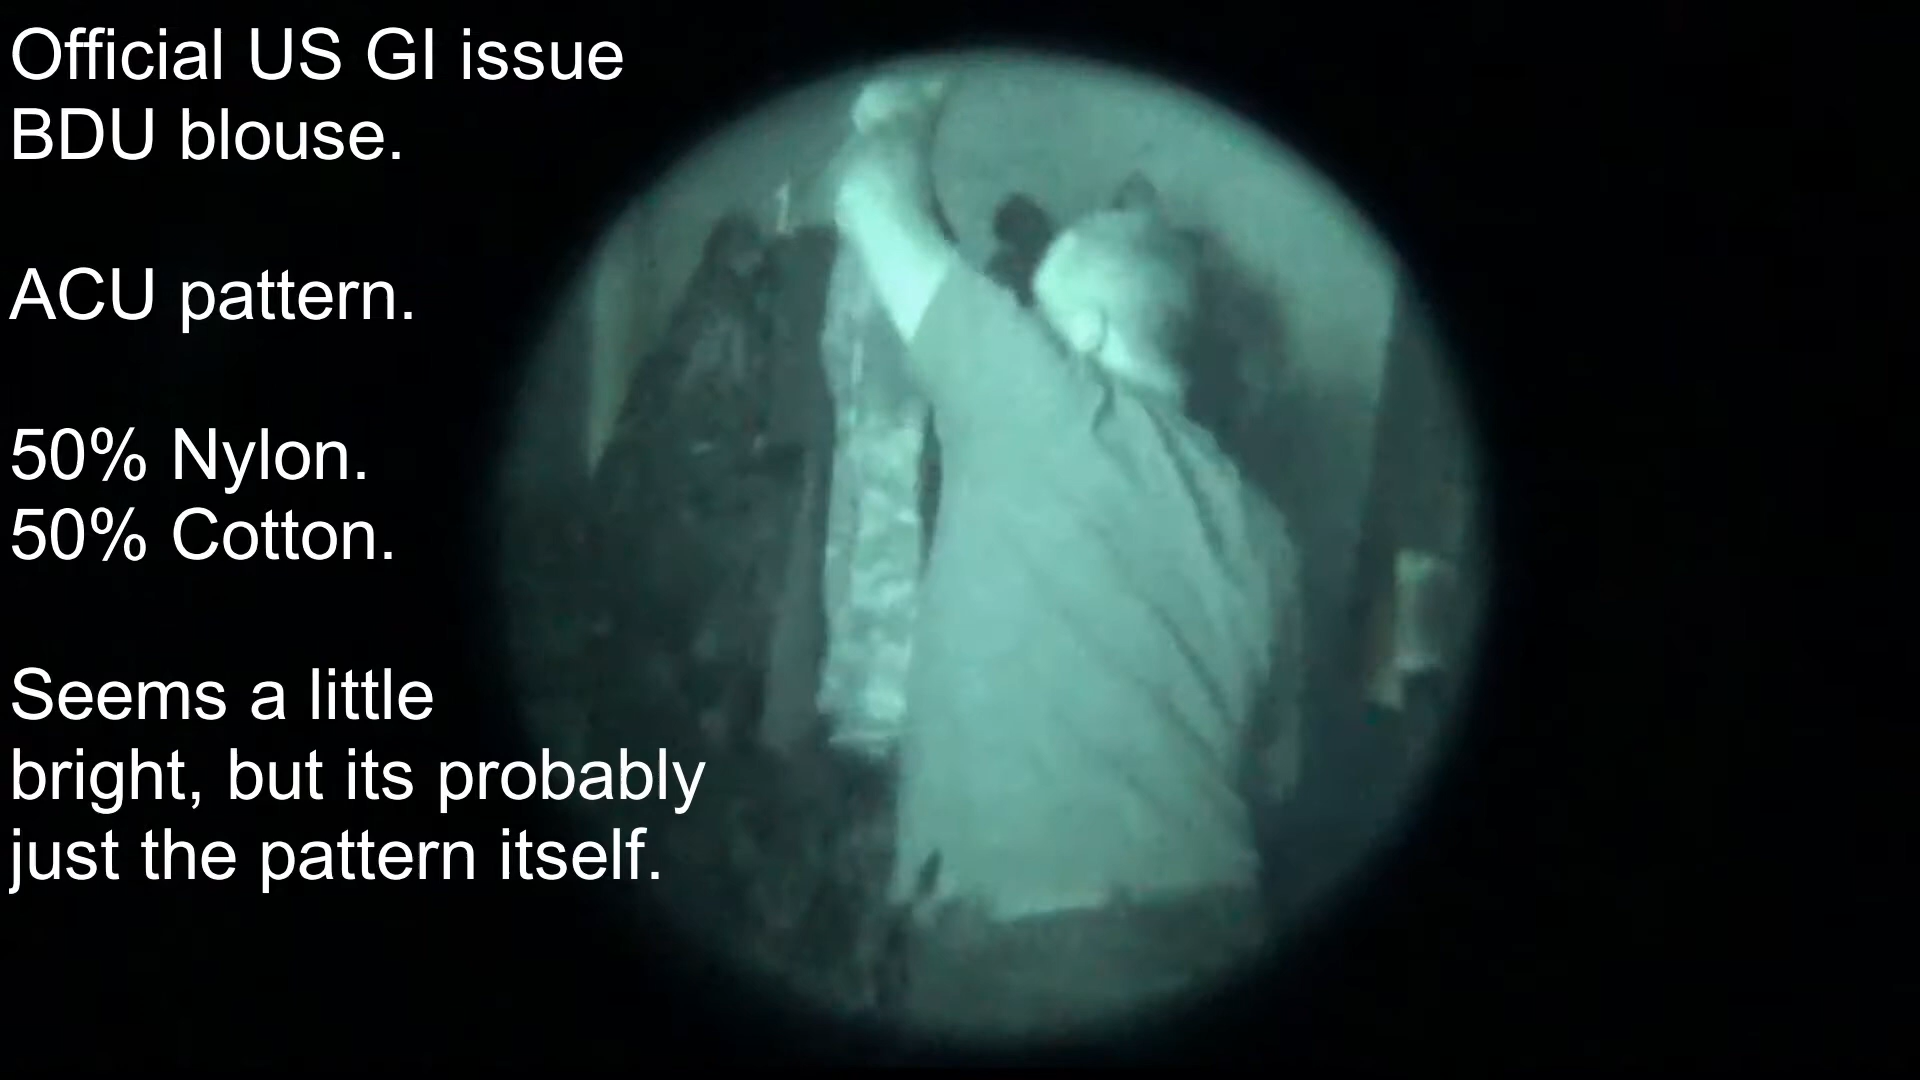 Official US GI issue
BDU blouse.
ACU pattern.
50% Nylon.
50% Cotton.
Seems a little
bright, but its probably
just the pattern itself.